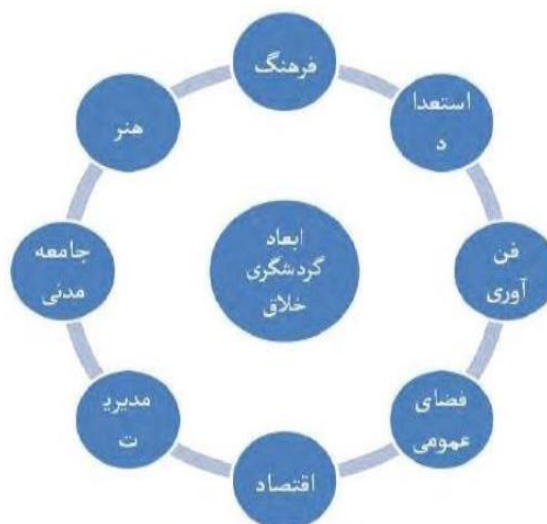 فرهنگ
استعدا
د
فن
آوری
فضای
عمومی
اقتصاد
مدیری
ت
جامعه
مدنی
هنر
ابعاد
گردشگری
خلاق